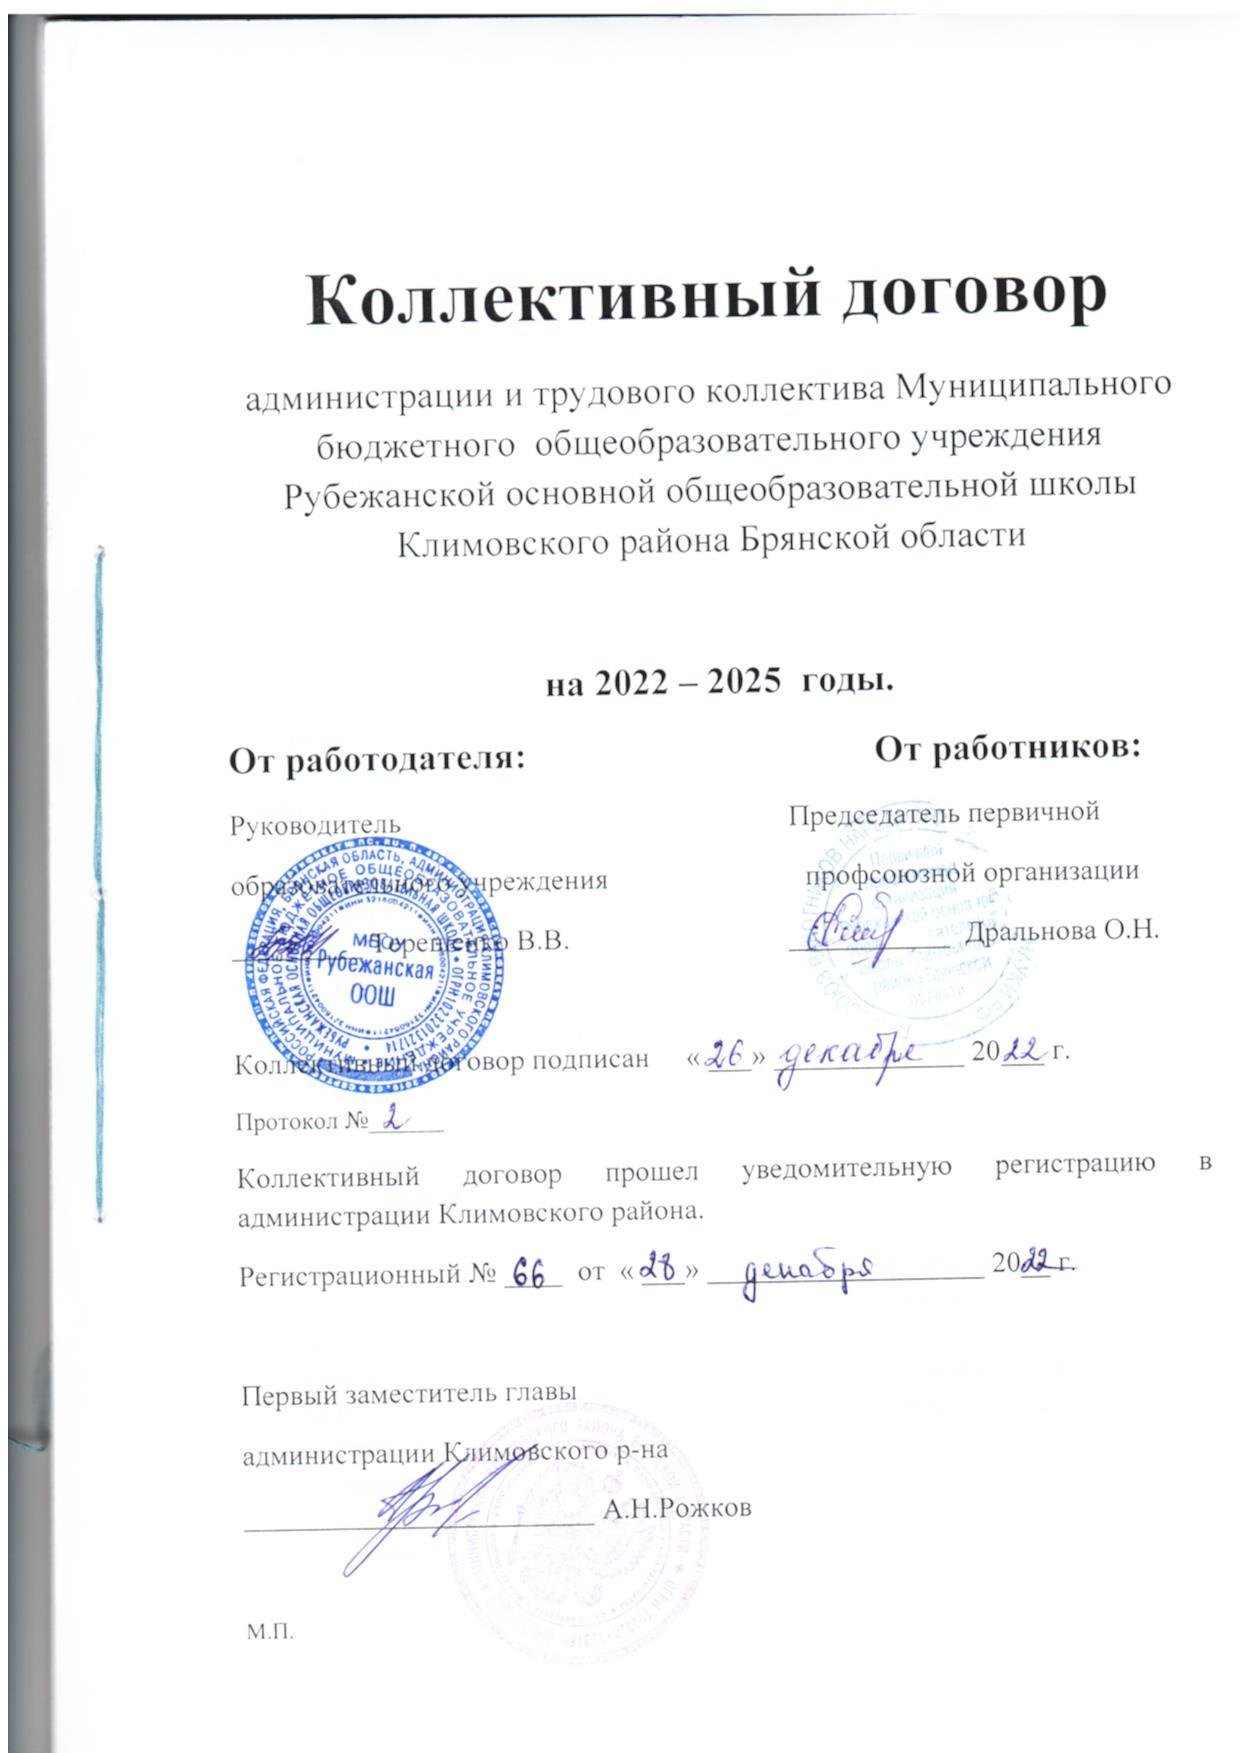 Коллективный договор
администрации и трудового коллектива Муниципального
бюджетного общеобразовательного учреждения
Рубежанской основной общеобразовательной школы
Климовского района Брянской области
на 2022 – 2025 годы.
От работодателя:
От работников:
Руководитель
образовательного учреждения
Терещенко В.В.
Председатель первичной
профсоюзной организации
Дральнова О.Н.
МБОУ
Рубежанская
ООШ
Коллективный договор подписан «26» декабре 2022 г.
Протокол № 2
Коллективный договор прошел уведомительную регистрацию в
администрации Климовского района.
Регистрационный № 66 от «28» декабря 2022 г.
Первый заместитель главы
администрации Климовского р-на
А.Н.Рожков
М.П.